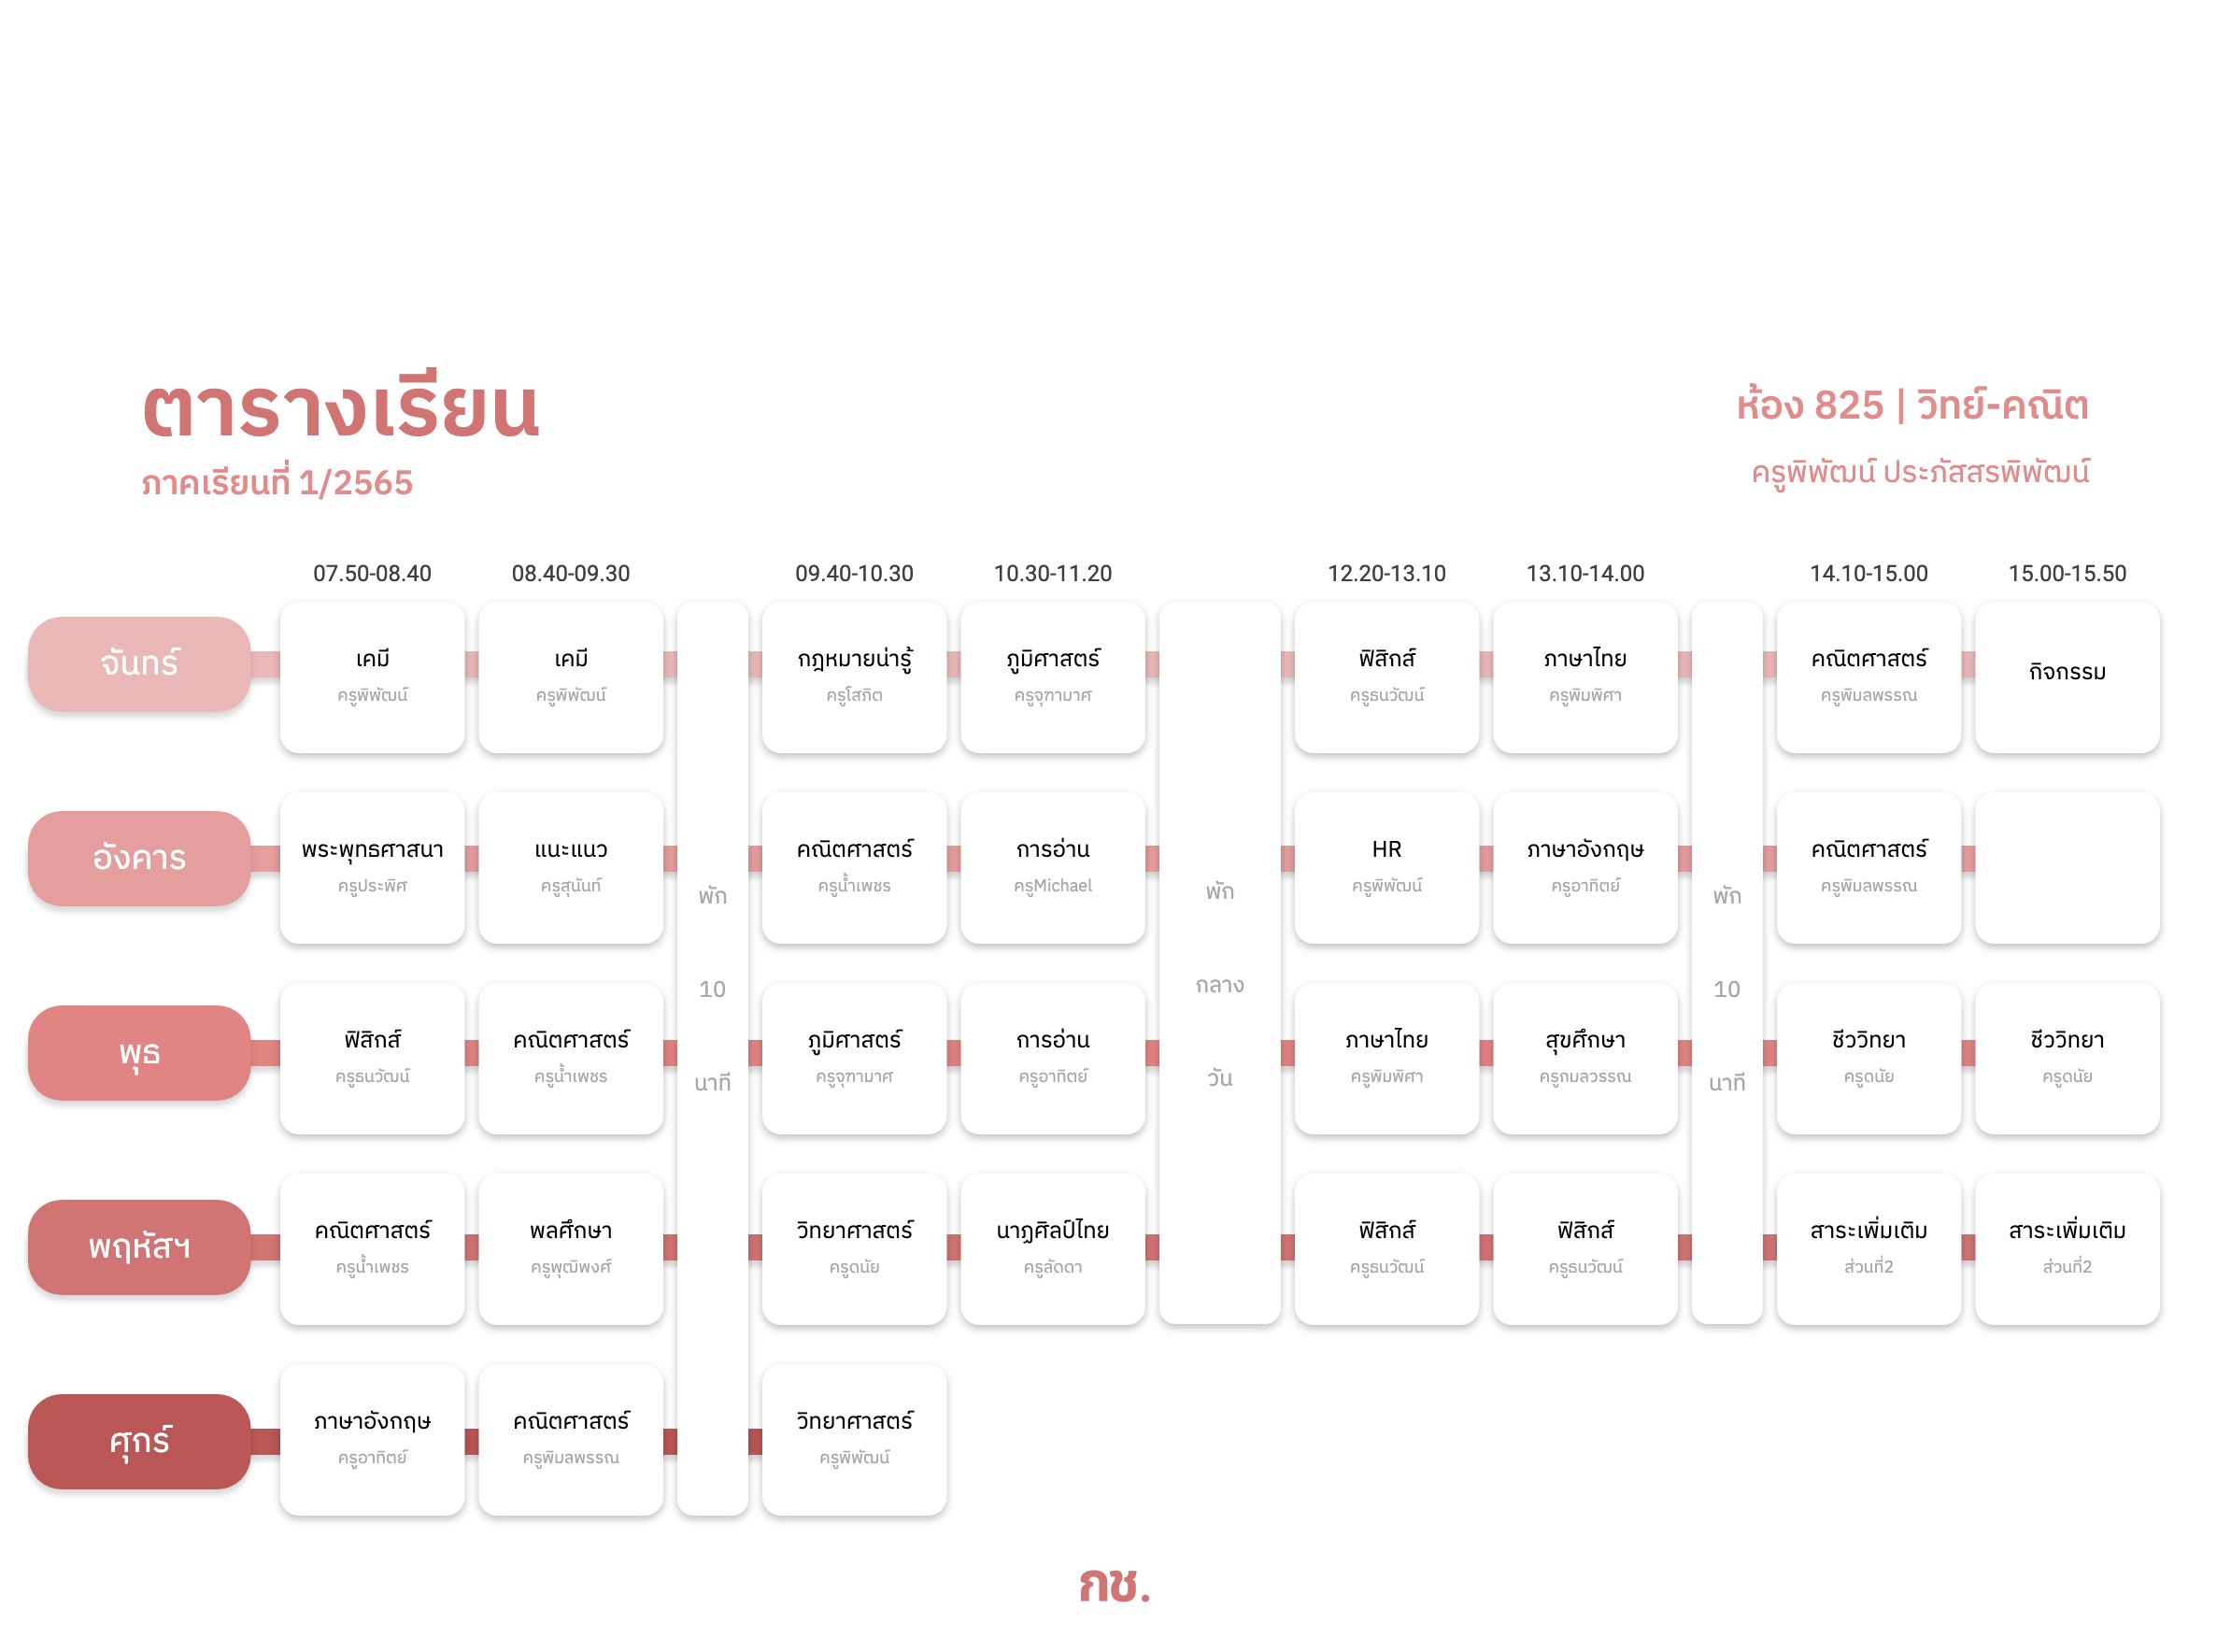 ตารางเรียน
ภาคเรียนที่ 1/2565
ห้อง 825 | วิทย์-คณิต
ครูพิพัฒน์ ประภัสสรพิพัฒน์
07.50-08.40 08.40-09.30 09.40-10.30 10.30-11.20 12.20-13.10 13.10-14.00 14.10-15.00 15.00-15.50
จันทร์
เคมี
ครูพิพัฒน์
เคมี
ครูพิพัฒน์
กฎหมายน่ารู้
ครูโสภิต
ภูมิศาสตร์
ครูจุฑามาศ
ฟิสิกส์
ครูธนวัฒน์
ภาษาไทย
ครูพิมพิศา
คณิตศาสตร์
ครูพิมลพรรณ
กิจกรรม
อังคาร
พระพุทธศาสนา
ครูประพิศ
แนะแนว
ครูสุนันท์
คณิตศาสตร์
ครูน้ำเพชร
การอ่าน
ครูMichael
HR
ครูพิพัฒน์
ภาษาอังกฤษ
ครูอาทิตย์
คณิตศาสตร์
ครูพิมลพรรณ
พุธ
ฟิสิกส์
ครูธนวัฒน์
คณิตศาสตร์
ครูน้ำเพชร
ภูมิศาสตร์
ครูจุฑามาศ
การอ่าน
ครูอาทิตย์
ภาษาไทย
ครูพิมพิศา
สุขศึกษา
ครูกมลวรรณ
ชีววิทยา
ครูดนัย
ชีววิทยา
ครูดนัย
พฤหัสฯ
คณิตศาสตร์
ครูน้ำเพชร
พลศึกษา
ครูพุฒิพงศ์
วิทยาศาสตร์
ครูดนัย
นาฏศิลป์ไทย
ครูลัดดา
ฟิสิกส์
ครูธนวัฒน์
ฟิสิกส์
ครูธนวัฒน์
สาระเพิ่มเติม
ส่วนที่2
สาระเพิ่มเติม
ส่วนที่2
ศุกร์
ภาษาอังกฤษ
ครูอาทิตย์
คณิตศาสตร์
ครูพิมลพรรณ
วิทยาศาสตร์
ครูพิพัฒน์
พัก
10
นาที
พัก
กลาง
วัน
พัก
10
นาที
กช.